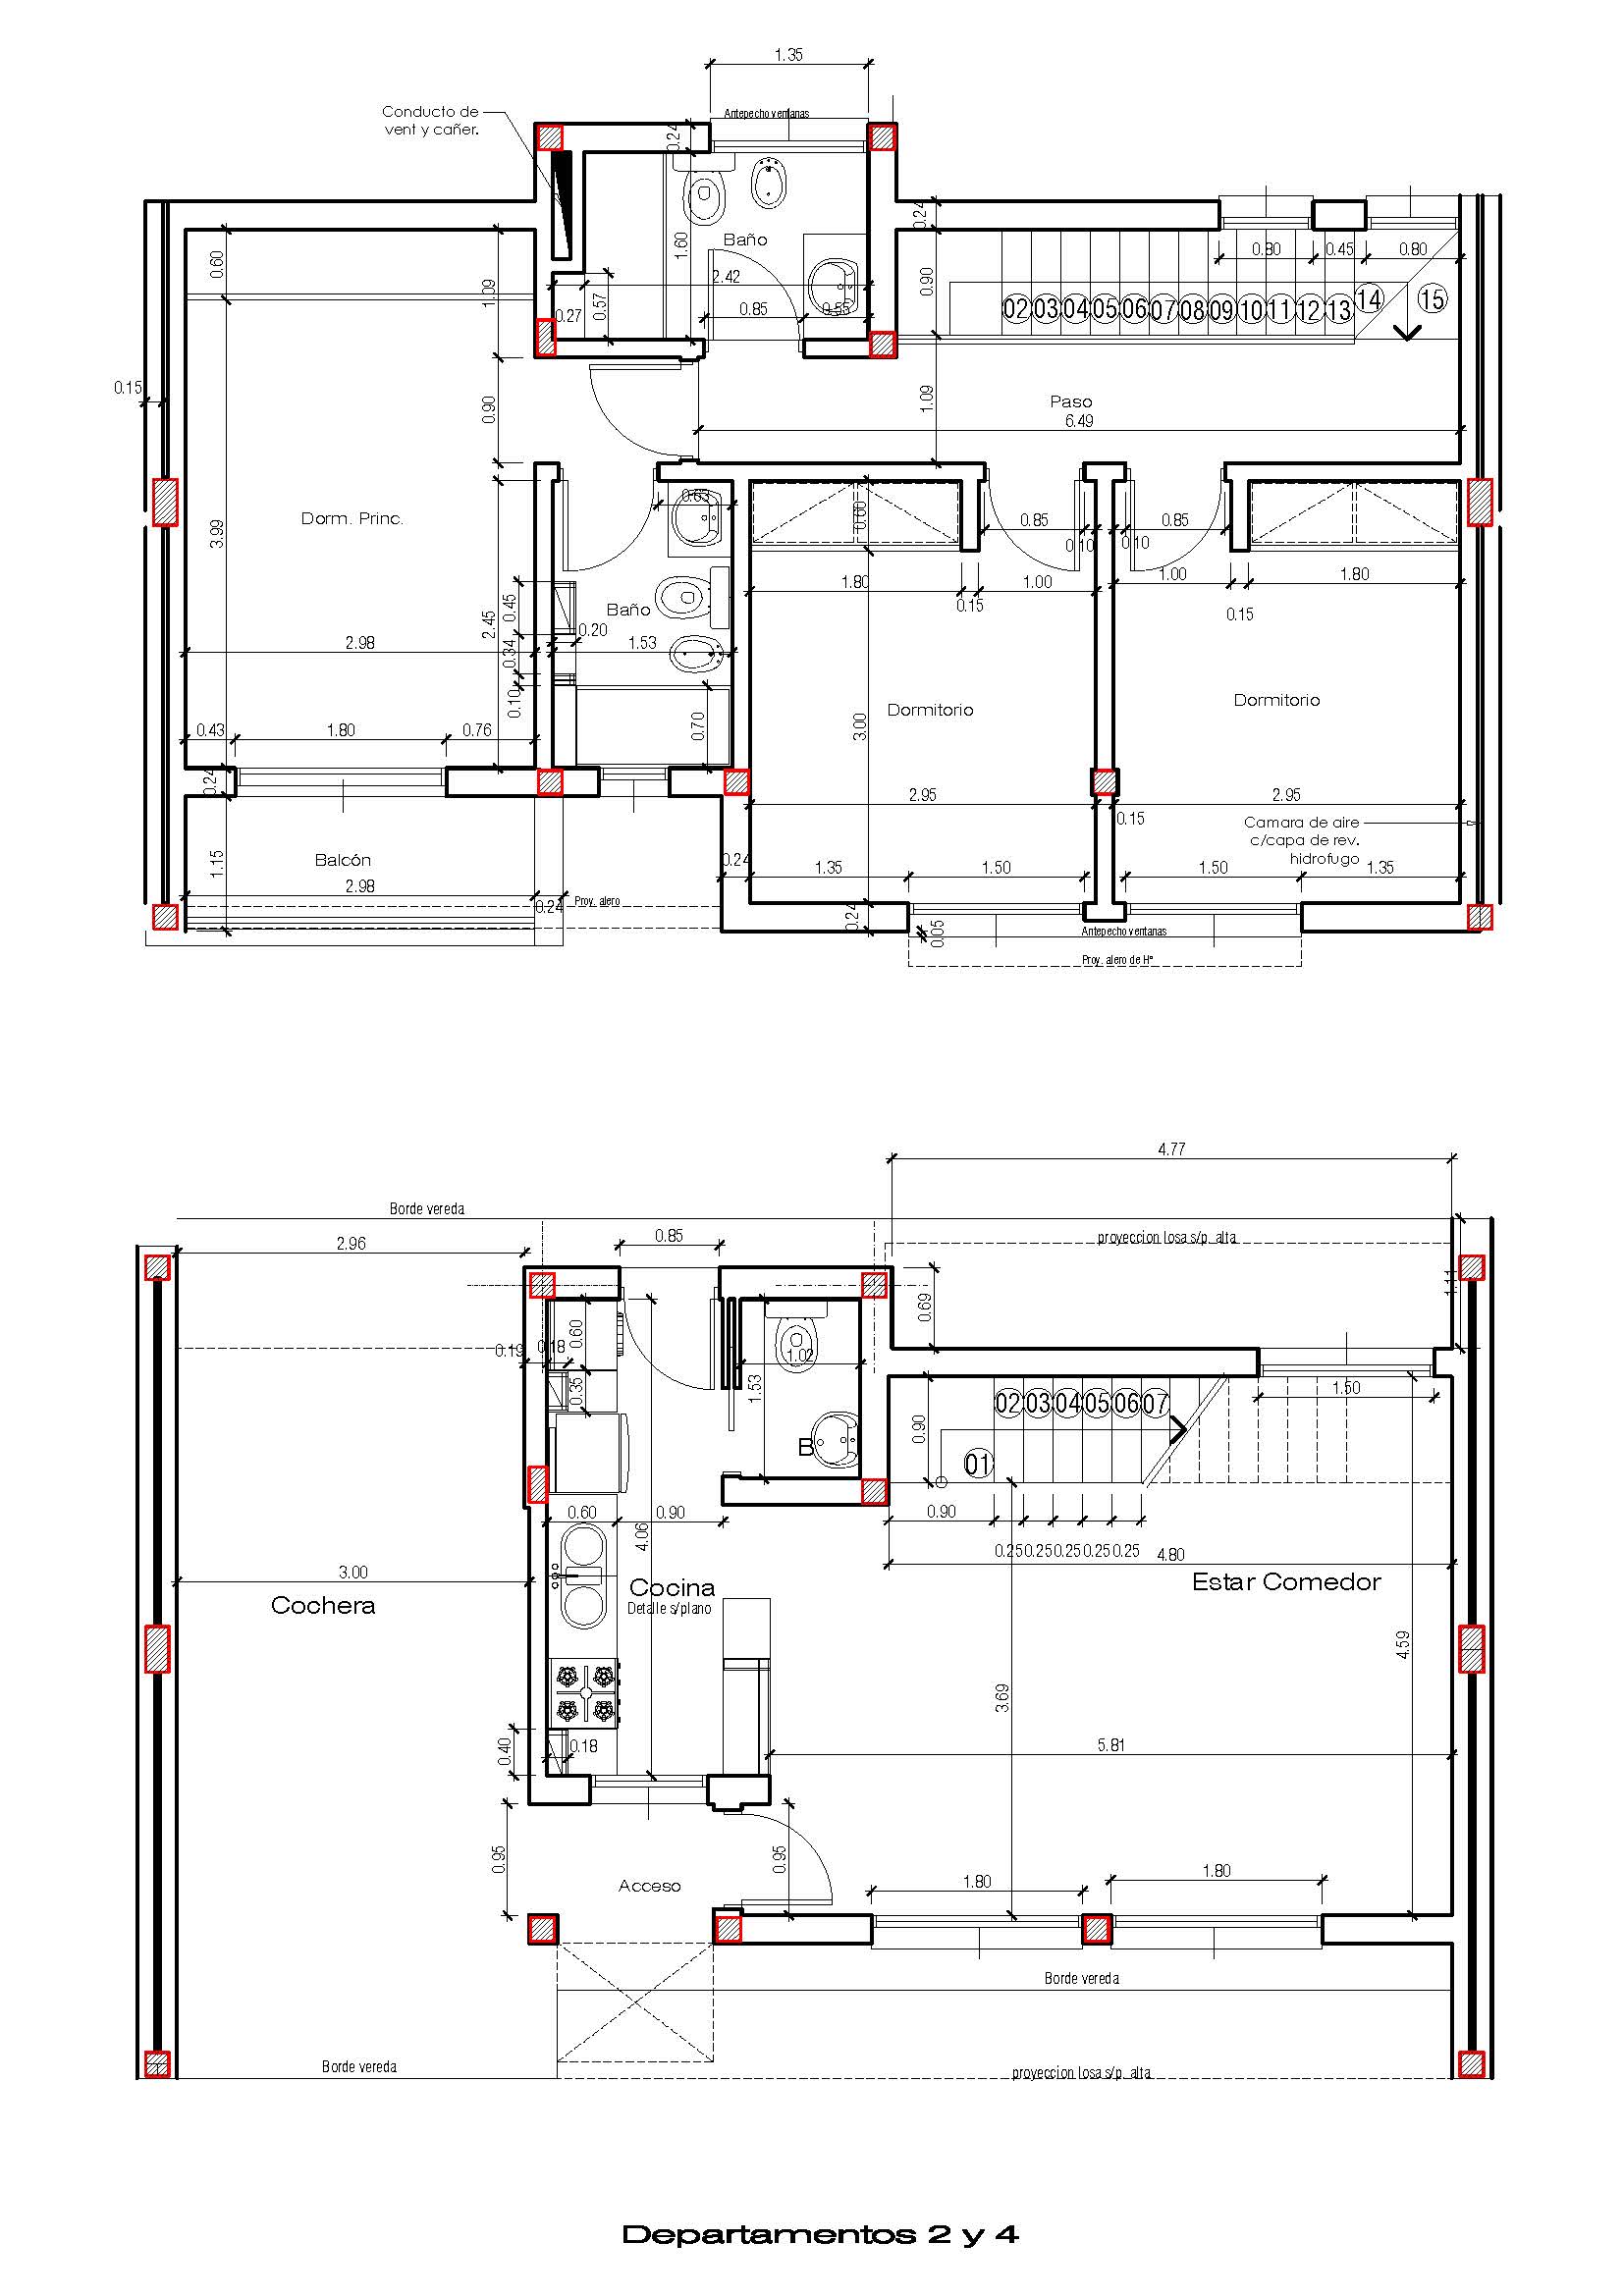 1.35
Antepecho ventanas
Conducto de
vent y cañer.
0.24
0.24
0.60
1.09
1.60
Baño
2.42
0.57
0.27
0.85
0.55
0.90
0.80
0.45
0.80
02 03 04 05 06 07 08 09 10 11 12 13 14 15
0.15
0.90
1.09
Paso
6.49
Dorm. Princ.
3.99
0.63
0.60
0.85
0.10
0.10
0.85
1.80
1.00
0.15
1.00
1.80
0.15
2.45
0.45
0.34
0.10
Baño
0.20
1.53
2.98
0.70
Dormitorio
3.00
Dormitorio
0.43
1.80
0.76
0.24
2.95
2.95
0.15
Camara de aire
c/capa de rev.
hidrofugo
Balcón
1.15
2.98
0.24
Proy. alero
0.24
1.35
1.50
1.50
1.35
0.24
0.05
Antepecho ventanas
Proy. alero de Hº
4.77
Borde vereda
2.96
0.85
proyeccion losa s/p. alta
0.69
0.19
0.18
0.60
0.35
1.02
1.53
B
1.50
0.90
02 03 04 05 06 07
01
0.60
0.90
4.06
0.90
0.25 0.25 0.25 0.25 0.25
4.80
3.00
Cochera
Cocina
Detalle s/plano
Estar Comedor
4.59
3.69
5.81
0.40
0.18
0.95
0.95
Acceso
1.80
1.80
Borde vereda
Borde vereda
proyeccion losa s/p. alta
Departamentos 2 y 4